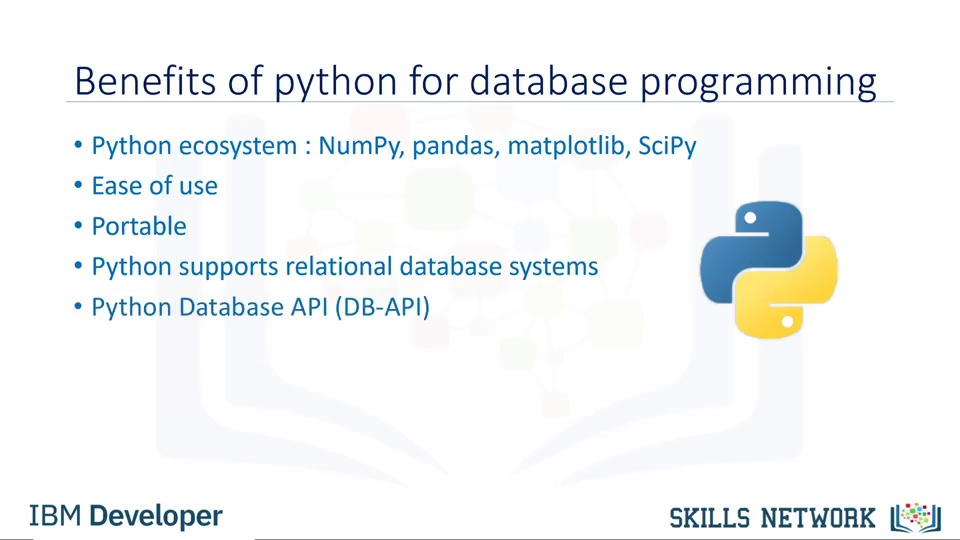 Benefits of python for database programming
• Python ecosystem : NumPy, pandas, matplotlib, SciPy
• Ease of use
• Portable
• Python supports relational database systems
• Python Database API (DB-API)
IBM Developer
SKILLS NETWORK